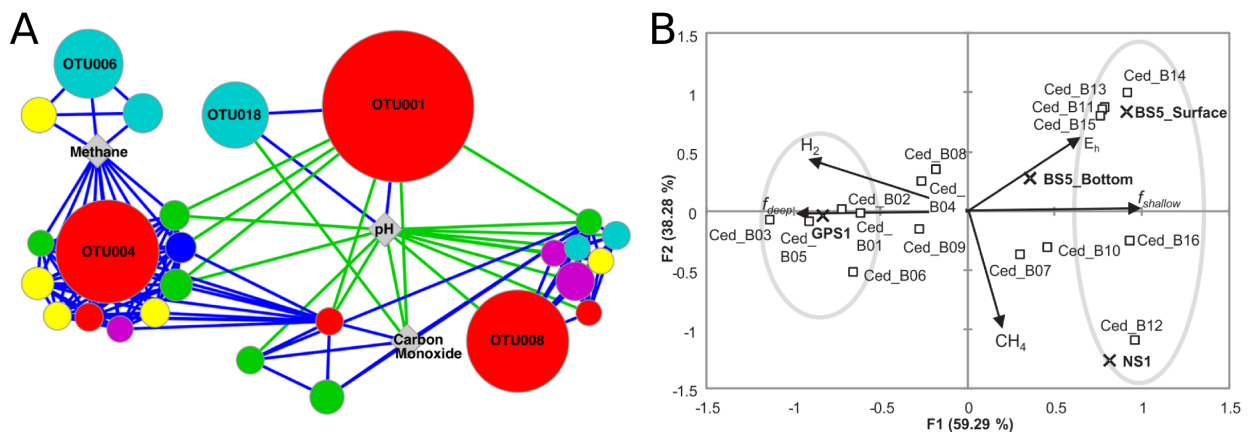 A
OTU006
OTU018
OTU001
Methane
OTU004
pH
Carbon
Monoxide
OTU008
B
1.5
1
0.5
0
-0.5
-1
-1.5
F2 (38.28 %)
-1.5
-1
-0.5
0
0.5
1
1.5
F1 (59.29 %)
Ced_B14
Ced_B13
Ced_B11
Ced_B15
BS5_Surface
Eh
BS5_Bottom
fshallow
H2
Ced_B08
Ced_
B04
Ced_B02
fdeep
GPS1
Ced_
B01
Ced_B03
Ced_
B05
Ced_B09
Ced_B06
Ced_B16
Ced_B10
Ced_B07
CH4
Ced_B12
NS1